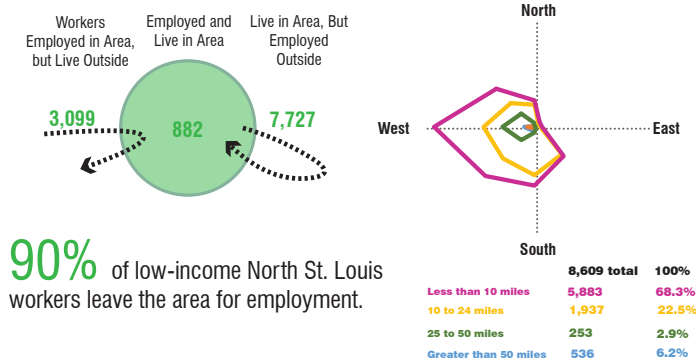 Workers
Employed in Area,
but Live Outside
Employed and
Live in Area
Live in Area, But
Employed
Outside
3,099
882
7,727
90% of low-income North St. Louis
workers leave the area for employment.
North
West
East
South
8,609 total 100%
Less than 10 miles 5,883 68.3%
10 to 24 miles 1,937 22.5%
25 to 50 miles 253 2.9%
Greater than 50 miles 536 6.2%